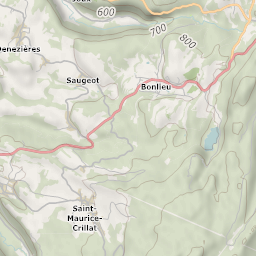 600
700
800
Denezières
Saugeot
Bonlieu
Saint-
Maurice-
Crillat